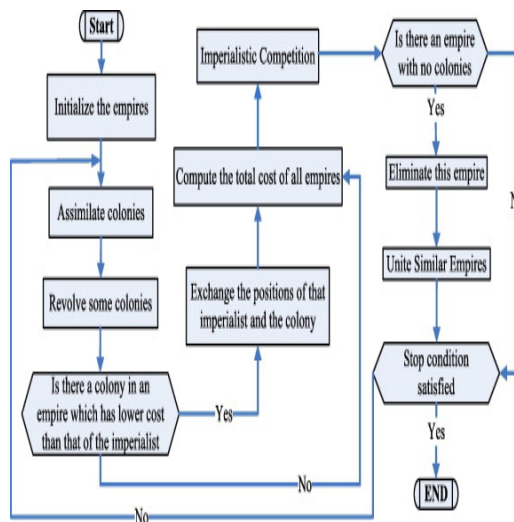 Start
Initialize the empires
Assimilate colonies
Revolve some colonies
Is there a colony in an
empire which has lower cost
than that of the imperialist
Yes
No
Exchange the positions of that
imperialist and the colony
Compute the total cost of all empires
Imperialistic Competition
Is there an empire
with no colonies
Yes
Eliminate this empire
Unite Similar Empires
Stop condition
satisfied
Yes
No
END